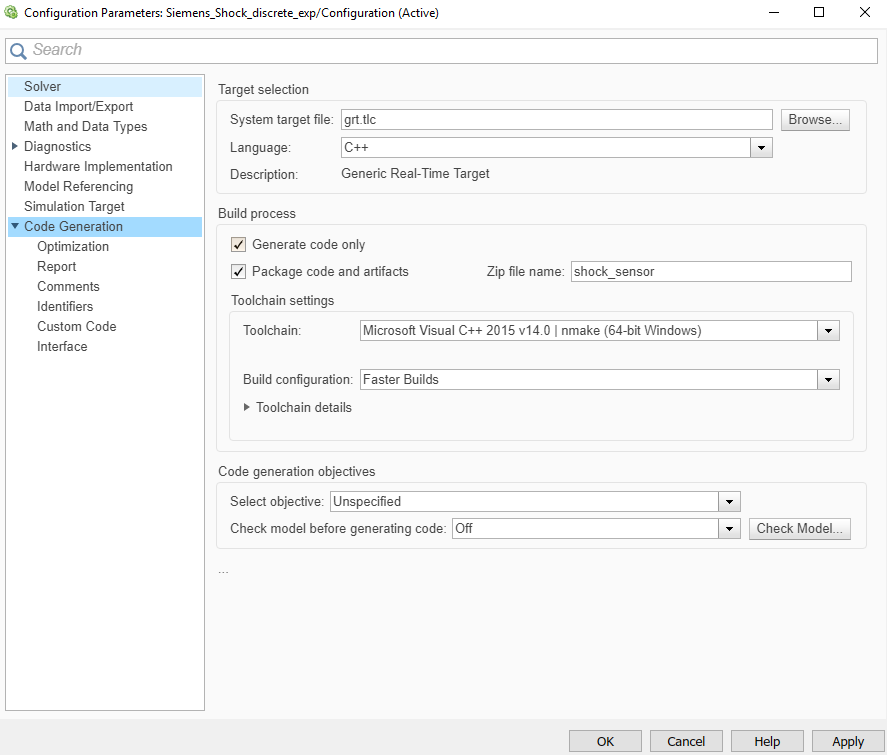 Configuration Parameters: Siemens_Shock_discrete_exp/Configuration (Active)
Search
Solver
Data Import/Export
Math and Data Types
Diagnostics
Hardware Implementation
Model Referencing
Simulation Target
Code Generation
Optimization
Report
Comments
Identifiers
Custom Code
Interface
Target selection
System target file: grt.tlc Browse...
Language: C++
Description: Generic Real-Time Target
Build process
Generate code only
Package code and artifacts Zip file name: shock_sensor
Toolchain settings
Toolchain: Microsoft Visual C++ 2015 v14.0 | nmake (64-bit Windows)
Build configuration: Faster Builds
Toolchain details
Code generation objectives
Select objective: Unspecified
Check model before generating code: Off Check Model...
...
OK Cancel Help Apply